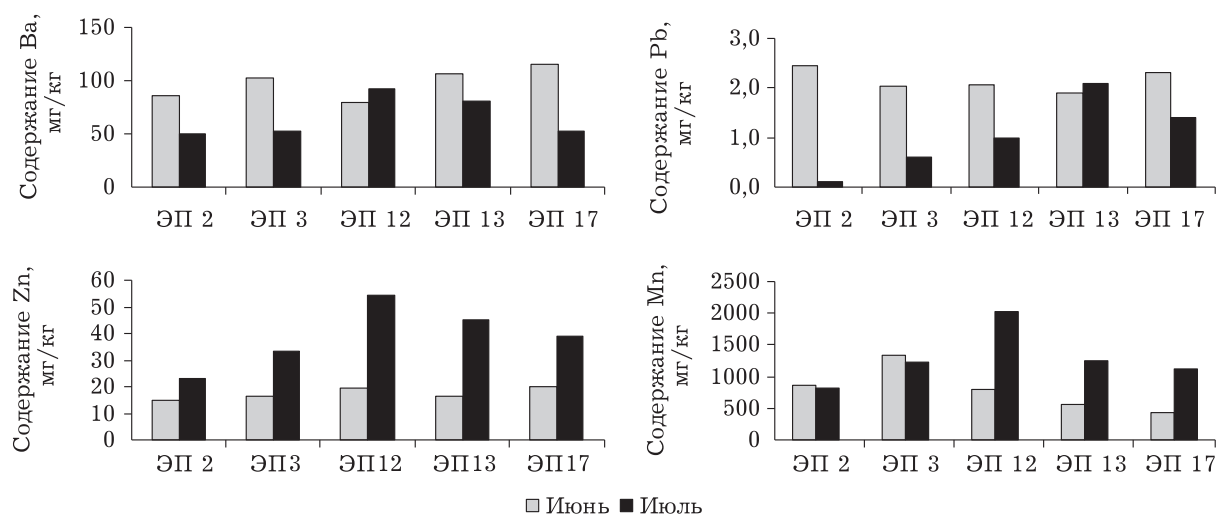 Содержание Ba,
мг/кг
150
100
50
0
ЭП 2 ЭП 3 ЭП 12 ЭП 13 ЭП 17
Содержание Pb,
мг/кг
3,0
2,0
1,0
0,0
ЭП 2 ЭП 3 ЭП 12 ЭП 13 ЭП 17
Содержание Zn,
мг/кг
60
50
40
30
20
10
0
ЭП 2 ЭП3 ЭП12 ЭП13 ЭП17
Содержание Mn,
мг/кг
2500
2000
1500
1000
500
0
ЭП 2 ЭП 3 ЭП 12 ЭП 13 ЭП 17
Июнь Июль